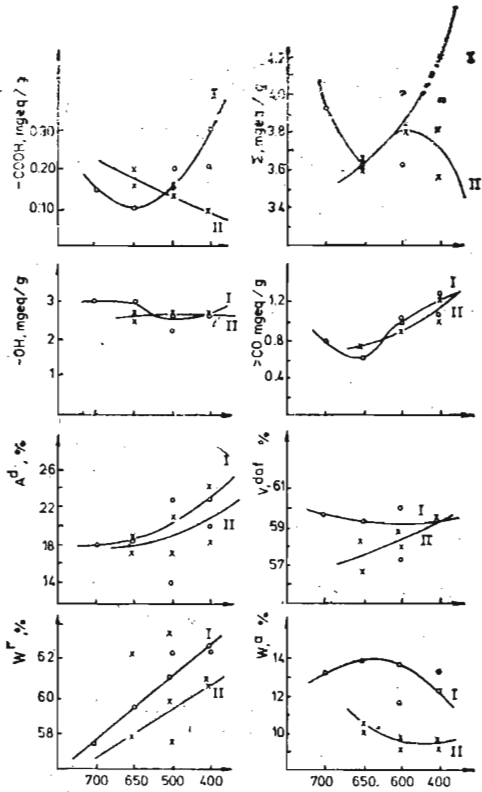 -COOH, mgeq/g
0.30
0.20
0.10
I
II
Σ, mgeq/g
4.2
4.0
3.8
3.6
3.4
I
II
-OH, mgeq/g
3
2
1
I
II
>CO, mgeq/g
1.2
0.8
0.4
I
II
A^d, %
26
22
18
14
I
II
V^daf, %
61
59
57
I
II
W^r, %
62
60
58
I
II
700 650 500 400
W^a, %
14
12
10
I
II
700 650. 600 400